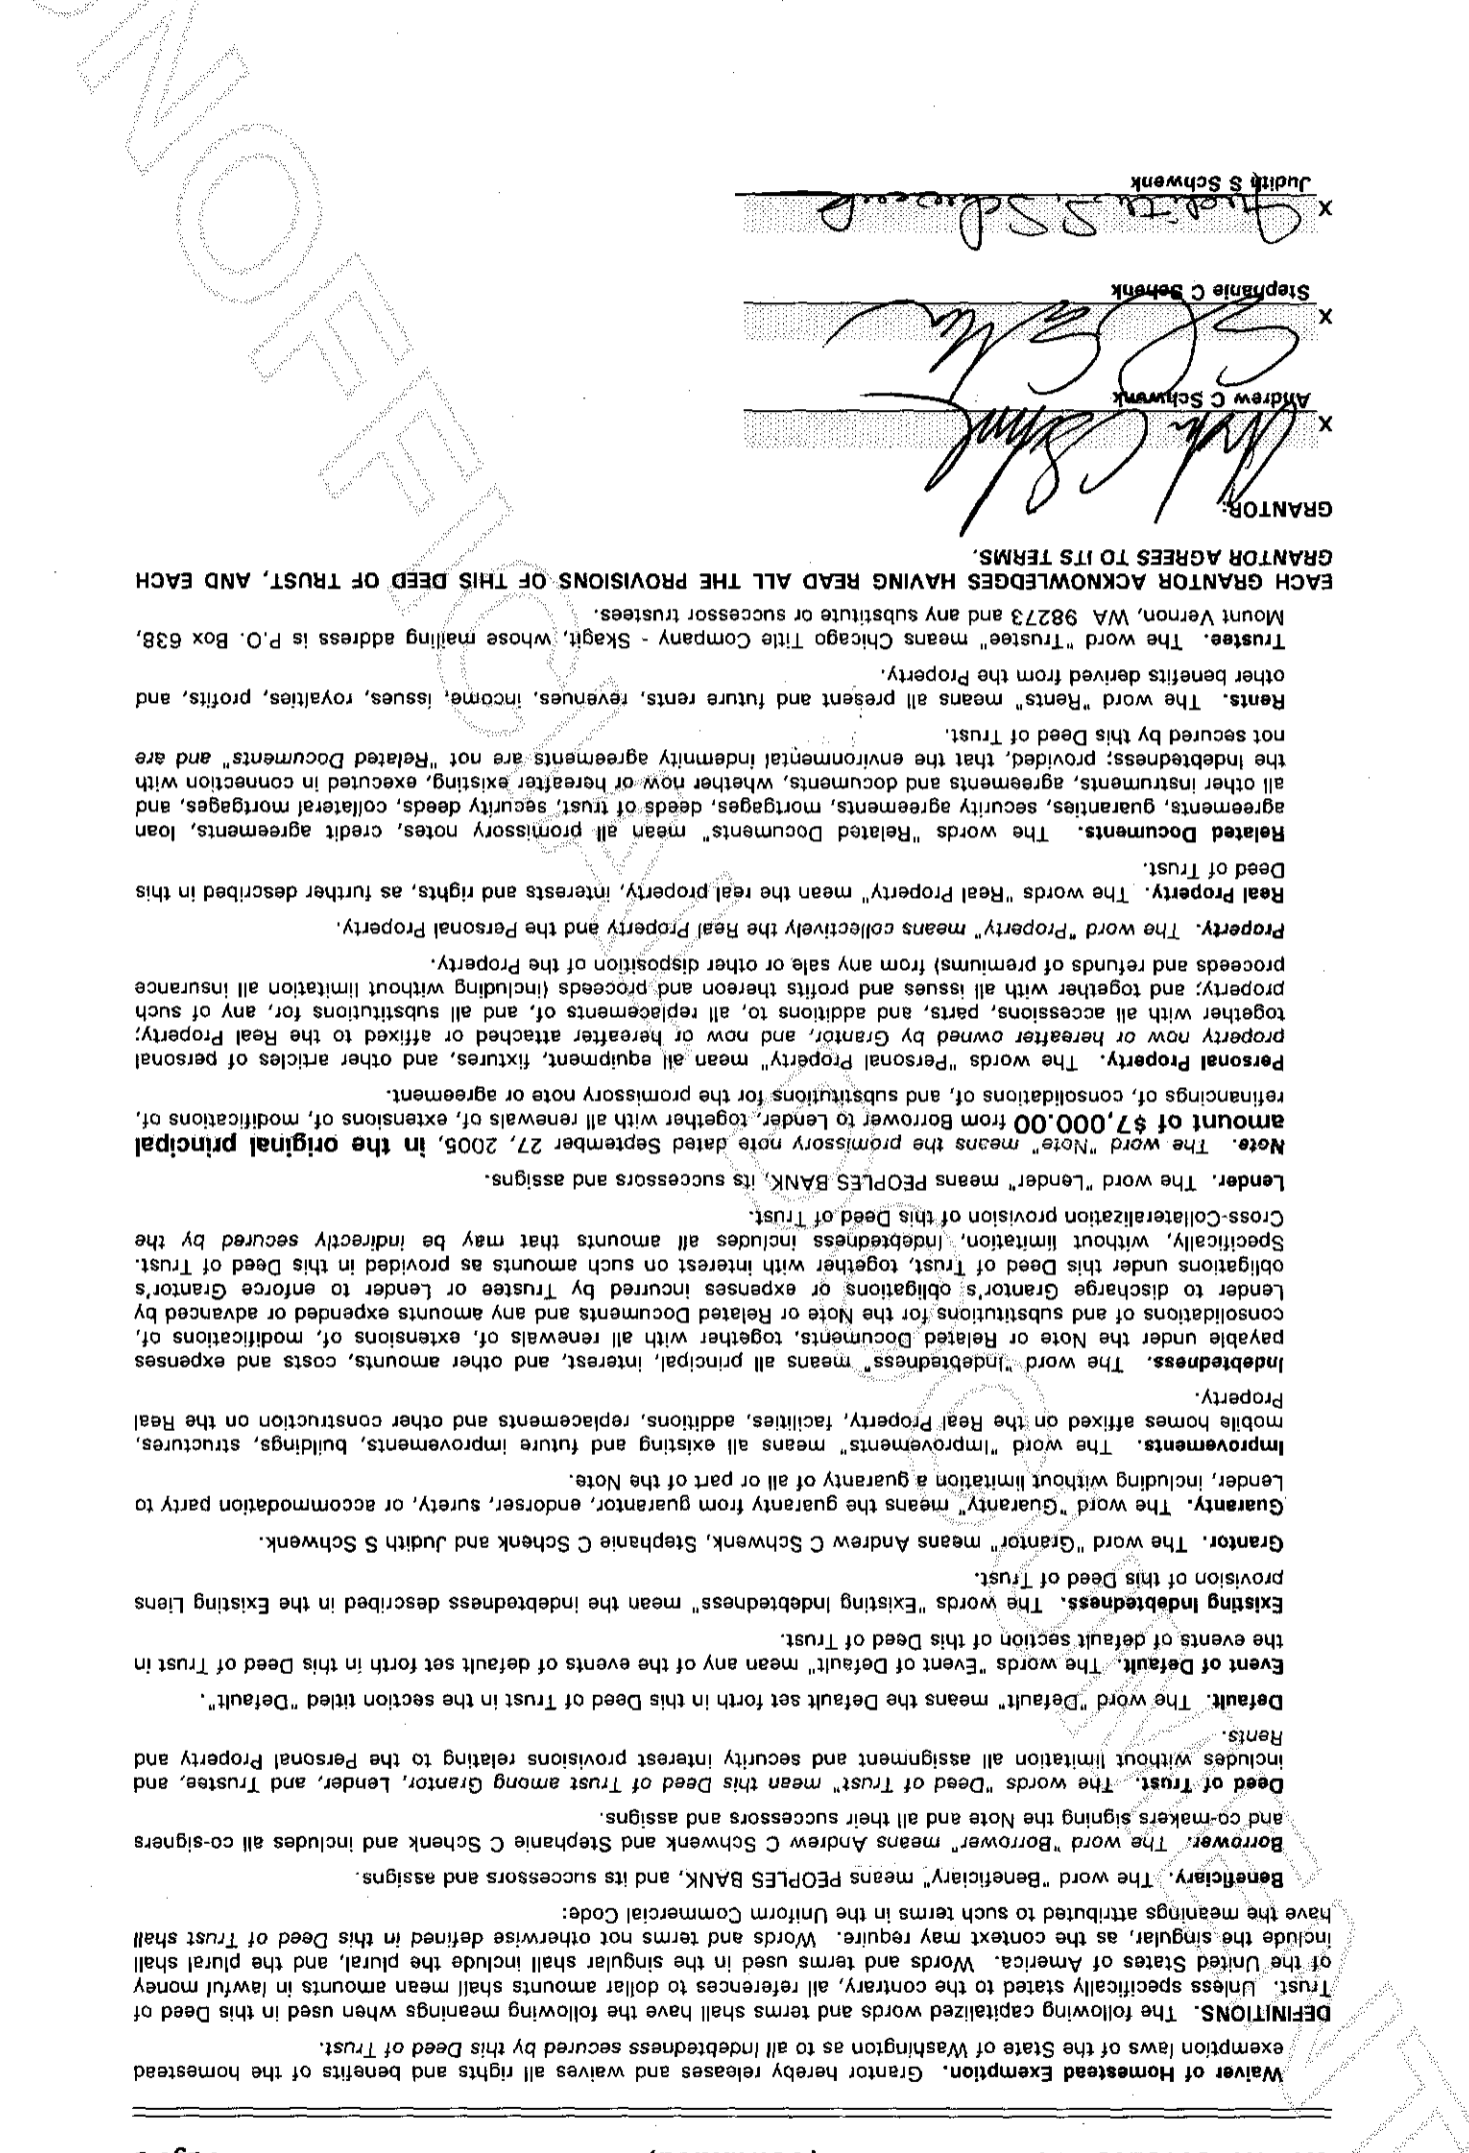 Waiver of Homestead Exemption. Grantor hereby releases and waives all rights and benefits of the homestead
exemption laws of the State of Washington as to all Indebtedness secured by this Deed of Trust.
DEFINITIONS. The following capitalized words and terms shall have the following meanings when used in this Deed of
Trust. Unless specifically stated to the contrary, all references to dollar amounts shall mean amounts in lawful money
of the United States of America. Words and terms used in the singular shall include the plural, and the plural shall
include the singular, as the context may require. Words and terms not otherwise defined in this Deed of Trust shall
have the meanings attributed to such terms in the Uniform Commercial Code:
Beneficiary. The word "Beneficiary" means PEOPLES BANK, and its successors and assigns.
Borrower. The word "Borrower" means Andrew C Schwenk and Stephanie C Schenk and includes all co-signers
and co-makers signing the Note and all their successors and assigns.
Deed of Trust. The words "Deed of Trust" mean this Deed of Trust among Grantor, Lender, and Trustee, and
includes without limitation all assignment and security interest provisions relating to the Personal Property and
Rents.
Default. The word "Default" means the Default set forth in this Deed of Trust in the section titled "Default".
Event of Default. The words "Event of Default" mean any of the events of default set forth in this Deed of Trust in
the events of default section of this Deed of Trust.
Existing Indebtedness. The words "Existing Indebtedness" mean the indebtedness described in the Existing Liens
provision of this Deed of Trust.
Grantor. The word "Grantor" means Andrew C Schwenk, Stephanie C Schenk and Judith S Schwenk.
Guaranty. The word "Guaranty" means the guaranty from guarantor, endorser, surety, or accommodation party to
Lender, including without limitation a guaranty of all or part of the Note.
Improvements. The word "Improvements" means all existing and future improvements, buildings, structures,
mobile homes affixed on the Real Property, facilities, additions, replacements and other construction on the Real
Property.
Indebtedness. The word "Indebtedness" means all principal, interest, and other amounts, costs and expenses
payable under the Note or Related Documents, together with all renewals of, extensions of, modifications of,
consolidations of and substitutions for the Note or Related Documents and any amounts expended or advanced by
Lender to discharge Grantor's obligations or expenses incurred by Trustee or Lender to enforce Grantor's
obligations under this Deed of Trust, together with interest on such amounts as provided in this Deed of Trust.
Specifically, without limitation, Indebtedness includes all amounts that may be indirectly secured by the
Cross-Collateralization provision of this Deed of Trust.
Lender. The word "Lender" means PEOPLES BANK, its successors and assigns.
Note. The word "Note" means the promissory note dated September 27, 2005, in the original principal
amount of $7,000.00 from Borrower to Lender, together with all renewals of, extensions of, modifications of,
refinancings of, consolidations of, and substitutions for the promissory note or agreement.
Personal Property. The words "Personal Property" mean all equipment, fixtures, and other articles of personal
property now or hereafter owned by Grantor, and now or hereafter attached or affixed to the Real Property;
together with all accessions, parts, and additions to, all replacements of, and all substitutions for, any of such
property; and together with all issues and profits thereon and proceeds (including without limitation all insurance
proceeds and refunds of premiums) from any sale or other disposition of the Property.
Property. The word "Property" means collectively the Real Property and the Personal Property.
Real Property. The words "Real Property" mean the real property, interests and rights, as further described in this
Deed of Trust.
Related Documents. The words "Related Documents" mean all promissory notes, credit agreements, loan
agreements, guaranties, security agreements, mortgages, deeds of trust, security deeds, collateral mortgages, and
all other instruments, agreements and documents, whether now or hereafter existing, executed in connection with
the Indebtedness; provided, that the environmental indemnity agreements are not "Related Documents" and are
not secured by this Deed of Trust.
Rents. The word "Rents" means all present and future rents, revenues, income, issues, royalties, profits, and
other benefits derived from the Property.
Trustee. The word "Trustee" means Chicago Title Company - Skagit, whose mailing address is P.O. Box 638,
Mount Vernon, WA 98273 and any substitute or successor trustees.
EACH GRANTOR ACKNOWLEDGES HAVING READ ALL THE PROVISIONS OF THIS DEED OF TRUST, AND EACH
GRANTOR AGREES TO ITS TERMS.
GRANTOR:
X
Andrew C Schwenk
X
Stephanie C Schenk
X Judith S. Schwenk
Judith S Schwenk
UNOFFICIAL DOCUMENT